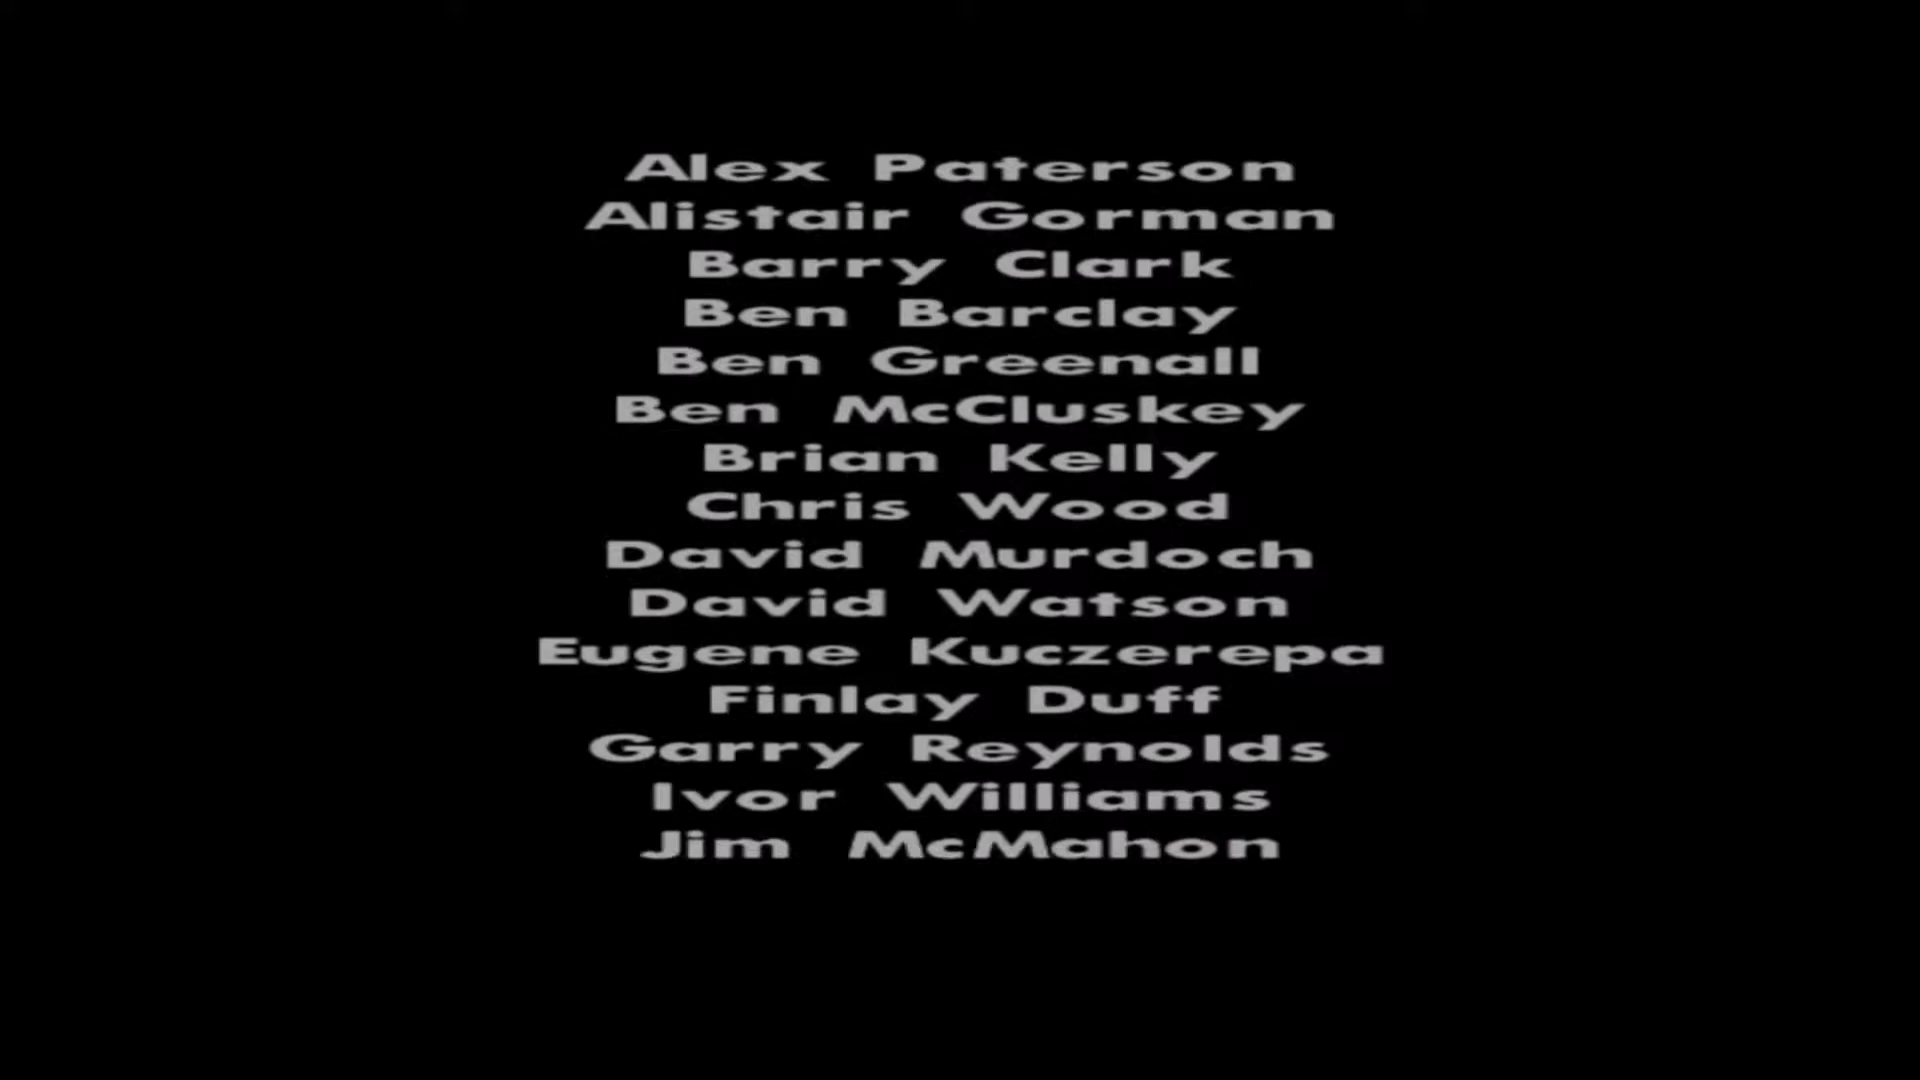 Alex Paterson
Alistair Gorman
Barry Clark
Ben Barclay
Ben Greenall
Ben McCluskey
Brian Kelly
Chris Wood
David Murdoch
David Watson
Eugene Kuczerepa
Finlay Duff
Garry Reynolds
Ivor Williams
Jim McMahon